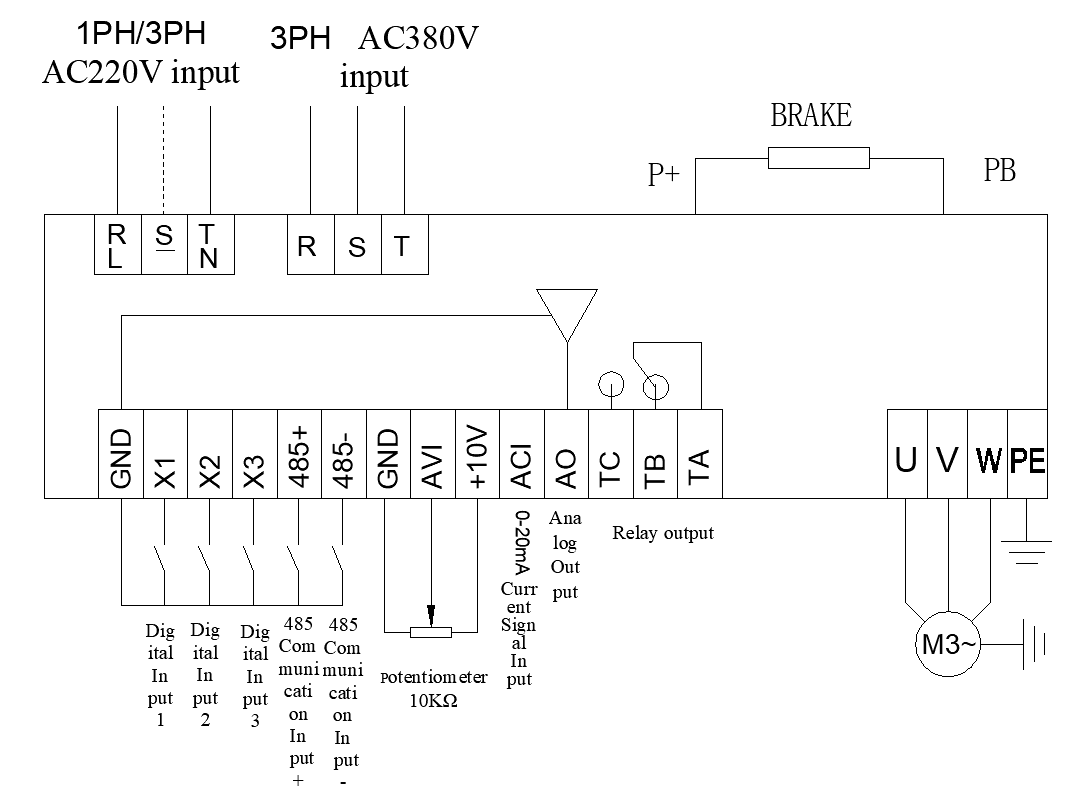 1PH/3PH
AC220V input
3PH AC380V
input
BRAKE
P+
PB
R
L
S
T
N
R
S
T
GND
X1
X2
X3
485+
485-
GND
AVI
+10V
ACI
AO
TC
TB
TA
U
V
W
PE
0-20mA
Curr
ent
Sign
al
In
put
Ana
log
Out
put
Relay output
Dig
ital
In
put
1
Dig
ital
In
put
2
Dig
ital
In
put
3
485
Com
muni
cati
on
In
put
+
485
Com
muni
cati
on
In
put
-
Potentiometer
10KΩ
M3~